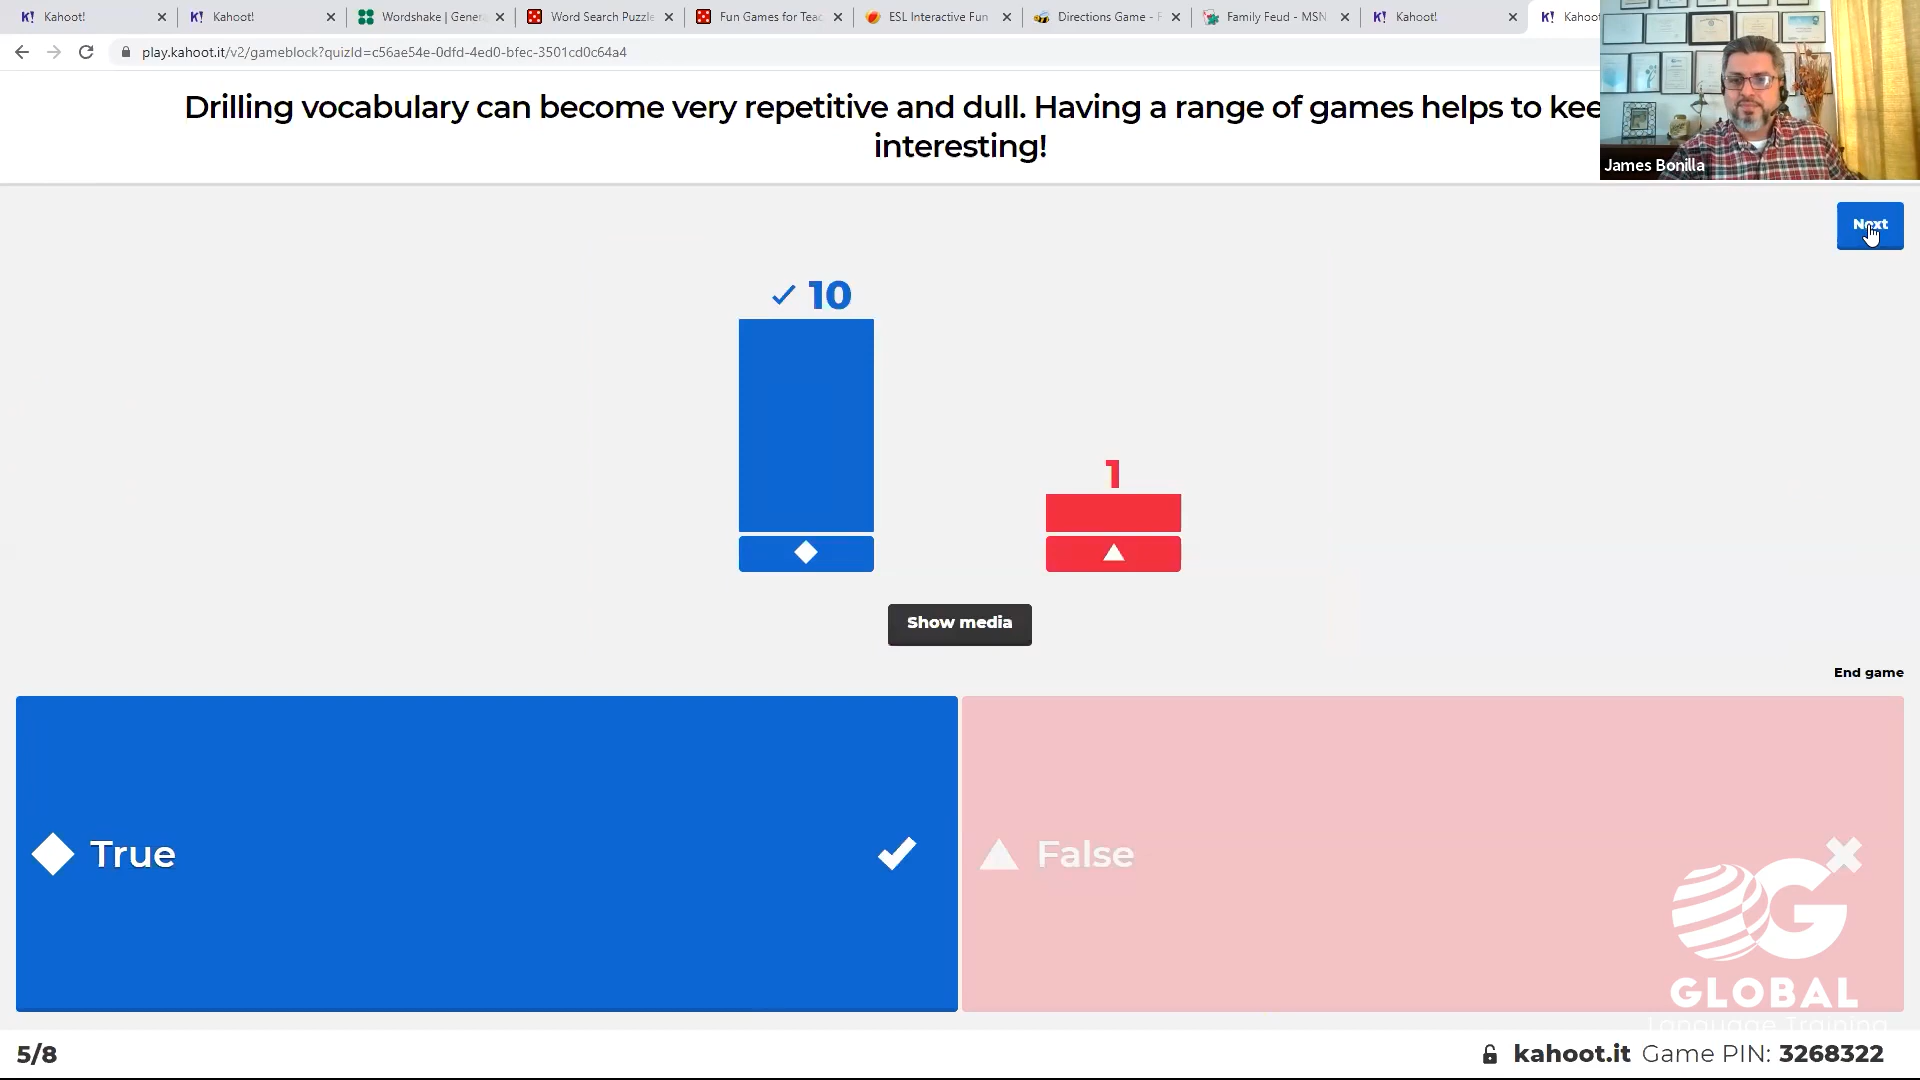 Kahoot!
Kahoot!
Wordshake | Gener
Word Search Puzzle
Fun Games for Teac
ESL Interactive Fun
Directions Game - F
Family Feud - MSN
Kahoot!
Kahoo
play.kahoot.it/v2/gameblock?quizId=c56ae54e-0dfd-4ed0-bfec-3501cd0c64a4
Drilling vocabulary can become very repetitive and dull. Having a range of games helps to kee
interesting!
James Bonilla
Next
10
1
Show media
End game
True
False
G
GLOBAL
Language Training
5/8
kahoot.it Game PIN: 3268322